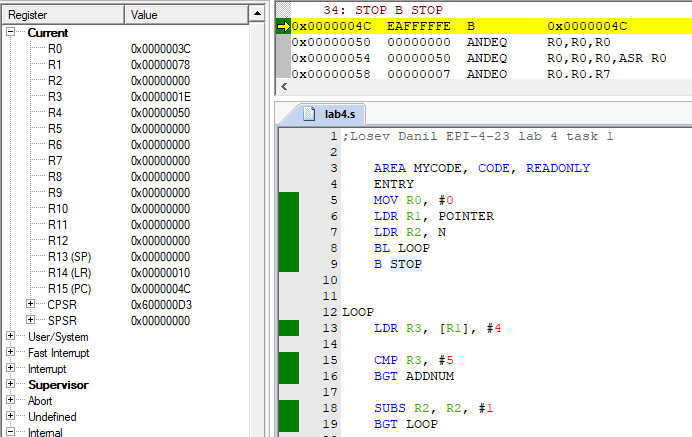 Register Value
Current
R0 0x0000003C
R1 0x00000078
R2 0x00000000
R3 0x0000001E
R4 0x00000050
R5 0x00000000
R6 0x00000000
R7 0x00000000
R8 0x00000000
R9 0x00000000
R10 0x00000000
R11 0x00000000
R12 0x00000000
R13 (SP) 0x00000000
R14 (LR) 0x00000010
R15 (PC) 0x0000004C
CPSR 0x600000D3
SPSR 0x00000000
User/System
Fast Interrupt
Interrupt
Supervisor
Abort
Undefined
Internal
34: STOP B STOP
0x0000004C EAFFFFFE B 0x0000004C
0x00000050 00000000 ANDEQ R0,R0,R0
0x00000054 00000050 ANDEQ R0,R0,R0,ASR R0
0x00000058 00000007 ANDEQ R0,R0,R7
lab4.s
1 ;Losev Danil EPI-4-23 lab 4 task 1
2
3 AREA MYCODE, CODE, READONLY
4 ENTRY
5 MOV R0, #0
6 LDR R1, POINTER
7 LDR R2, N
8 BL LOOP
9 B STOP
10
11
12 LOOP
13 LDR R3, [R1], #4
14
15 CMP R3, #5
16 BGT ADDNUM
17
18 SUBS R2, R2, #1
19 BGT LOOP